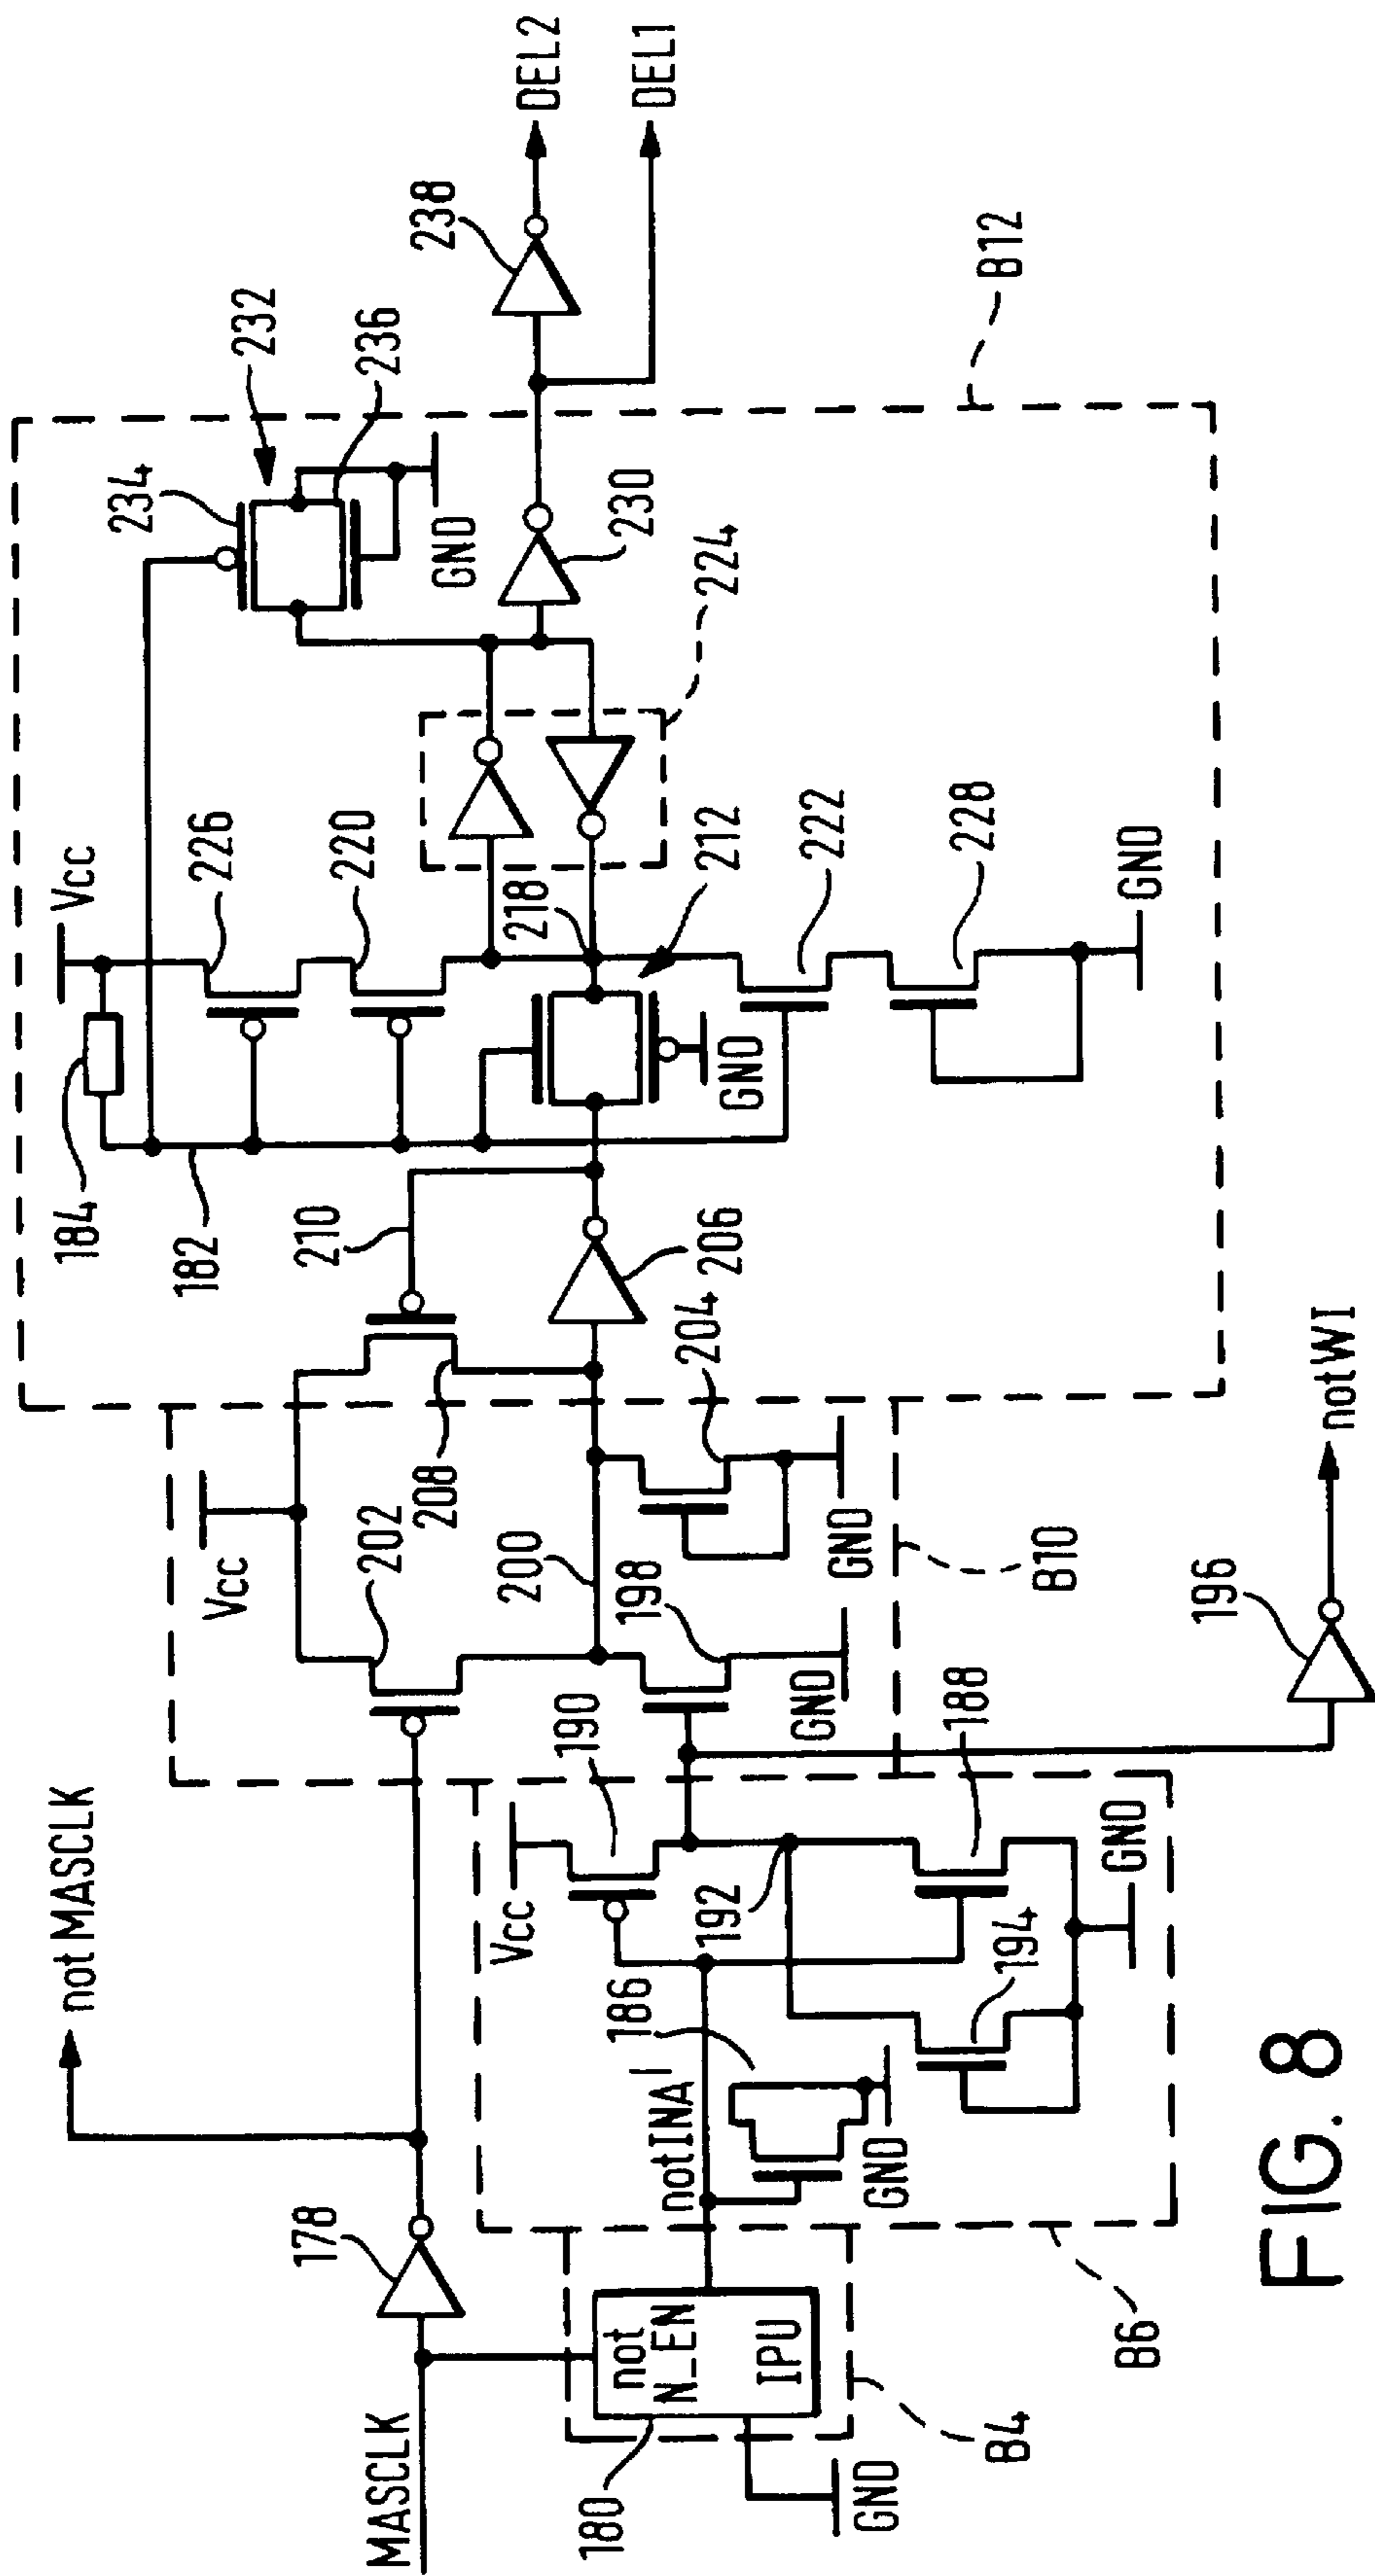 notMASCLK
MASCLK
178
not
N_EN
IPU
180
GND
B4
B6
notINA'
186
GND
Vcc
190
192
194
188
GND
196
notWI
Vcc
202
208
200
198
204
GND
GND
B10
210
206
184
182
Vcc
226
220
218
212
GND
222
228
GND
224
234
232
236
GND
230
238
DEL2
DEL1
B12
FIG. 8